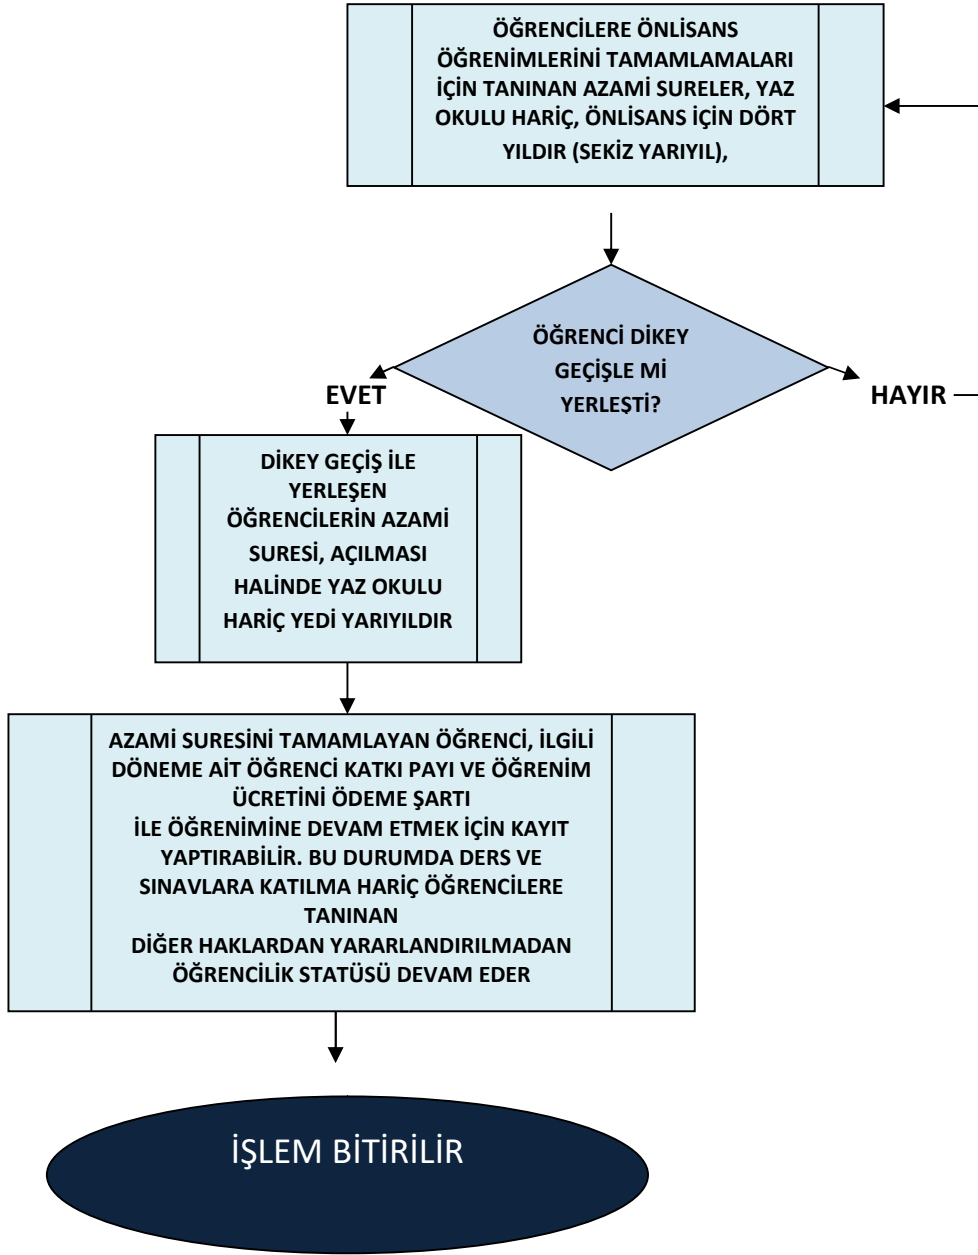 ÖĞRENCİLERE ÖNLİSANS
ÖĞRENİMLERİNİ TAMAMLAMALARI
İÇİN TANINAN AZAMİ SURELER, YAZ
OKULU HARİÇ, ÖNLİSANS İÇİN DÖRT
YILDIR (SEKİZ YARIYIL),
ÖĞRENCİ DİKEY
GEÇİŞLE Mİ
YERLEŞTİ?
EVET
HAYIR
DİKEY GEÇİŞ İLE
YERLEŞEN
ÖĞRENCİLERİN AZAMİ
SURESİ, AÇILMASI
HALİNDE YAZ OKULU
HARİÇ YEDİ YARIYILDIR
AZAMİ SURESİNİ TAMAMLAYAN ÖĞRENCİ, İLGİLİ
DÖNEME AİT ÖĞRENCİ KATKI PAYI VE ÖĞRENİM
ÜCRETİNİ ÖDEME ŞARTI
İLE ÖĞRENİMİNE DEVAM ETMEK İÇİN KAYIT
YAPTIRABİLİR. BU DURUMDA DERS VE
SINAVLARA KATILMA HARİÇ ÖĞRENCİLERE
TANINAN
DİĞER HAKLARDAN YARARLANDIRILMADAN
ÖĞRENCİLİK STATÜSÜ DEVAM EDER
İŞLEM BİTİRİLİR